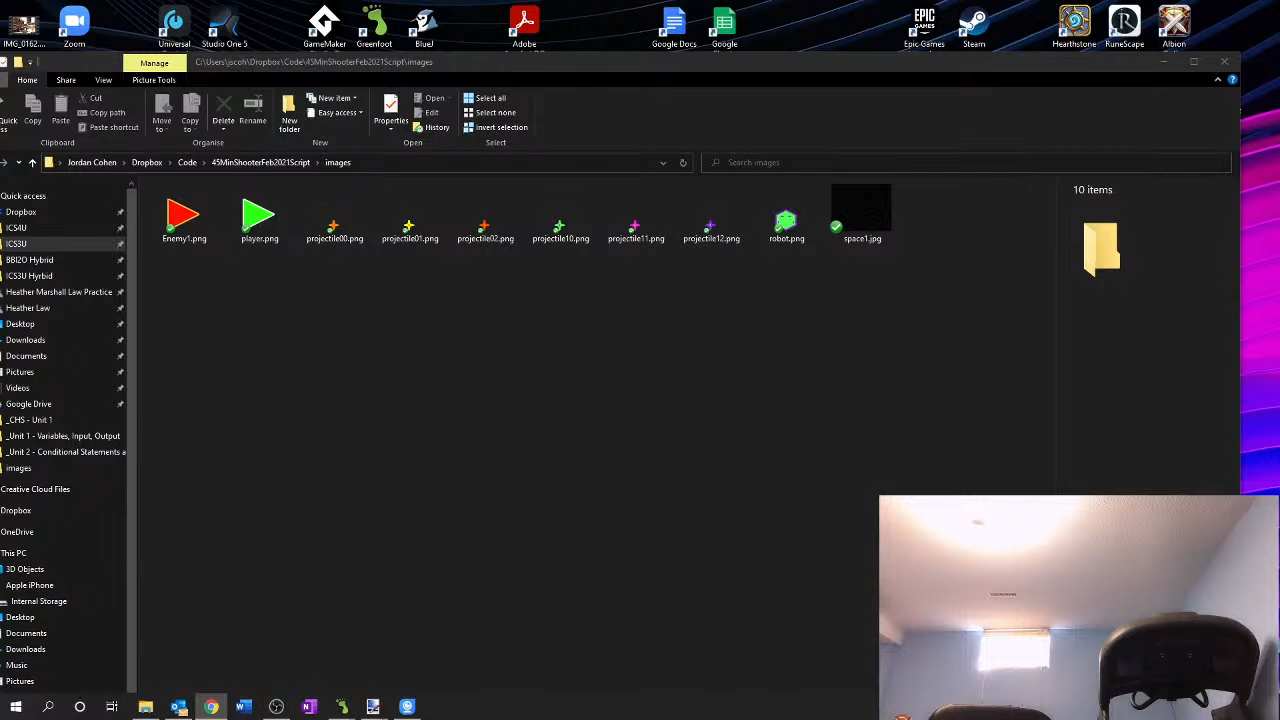 IMG_0162....
Zoom
Universal
Studio One 5
GameMaker
Greenfoot
BlueJ
Adobe
Google Docs
Google
Epic-Games
EPIC
GAMES
Steam
Hearthstone
RuneScape
Albion
Manage
C:\Users\jscoh\Dropbox\Code\45MinShooterFeb2021Script\images
Home
Share
View
Picture Tools
Quick
Copy
Paste
Cut
Copy path
Paste shortcut
Move
to
Copy
to
Delete
Rename
New
folder
New item
Easy access
Properties
Open
Edit
History
Select all
Select none
Invert selection
Clipboard
Organise
New
Open
Select
Jordan Cohen > Dropbox > Code > 45MinShooterFeb2021Script > images
Search images
Quick access
Dropbox
ICS4U
ICS3U
BBI2O Hybrid
ICS3U Hyrbid
Heather Marshall Law Practice
Heather Law
Desktop
Downloads
Documents
Pictures
Videos
Google Drive
_CHS - Unit 1
_Unit 1 - Variables, Input, Output
_Unit 2 - Conditional Statements a
images
Creative Cloud Files
Dropbox
OneDrive
This PC
3D Objects
Apple iPhone
Internal Storage
Desktop
Documents
Downloads
Music
Pictures
Enemy1.png
player.png
projectile00.png
projectile01.png
projectile02.png
projectile10.png
projectile11.png
projectile12.png
robot.png
space1.jpg
10 items